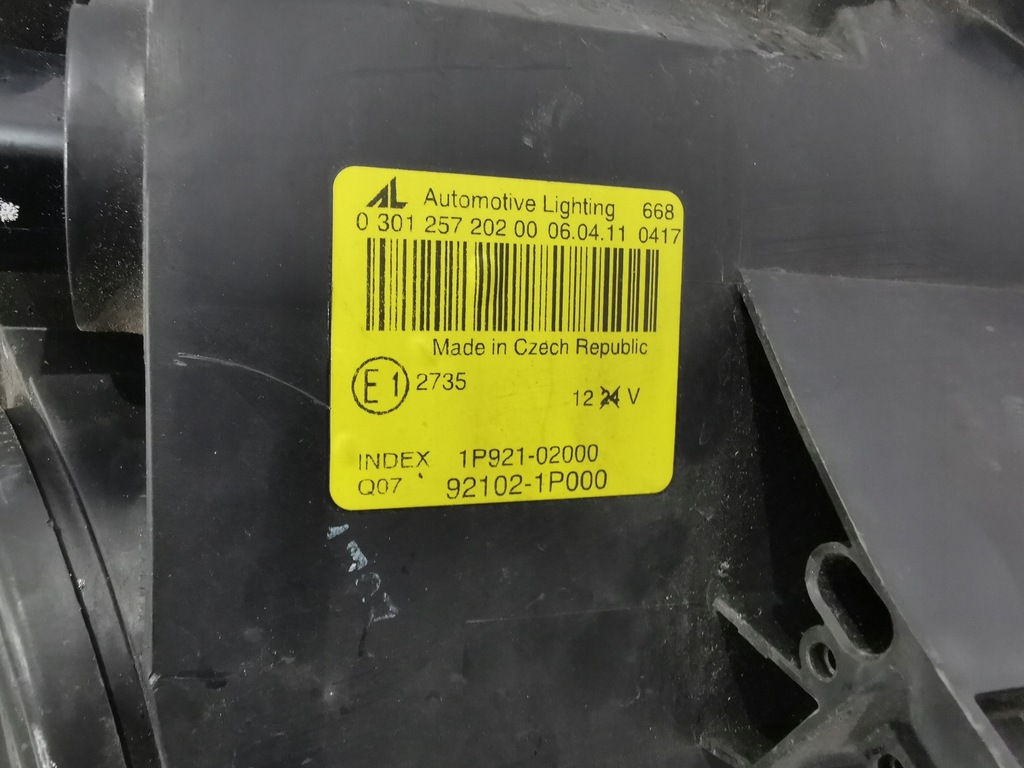 AL Automotive Lighting 668
0 301 257 202 00 06.04.11 0417
Made in Czech Republic
E1 2735
12 24 V
INDEX 1P921-02000
Q07 92102-1P000